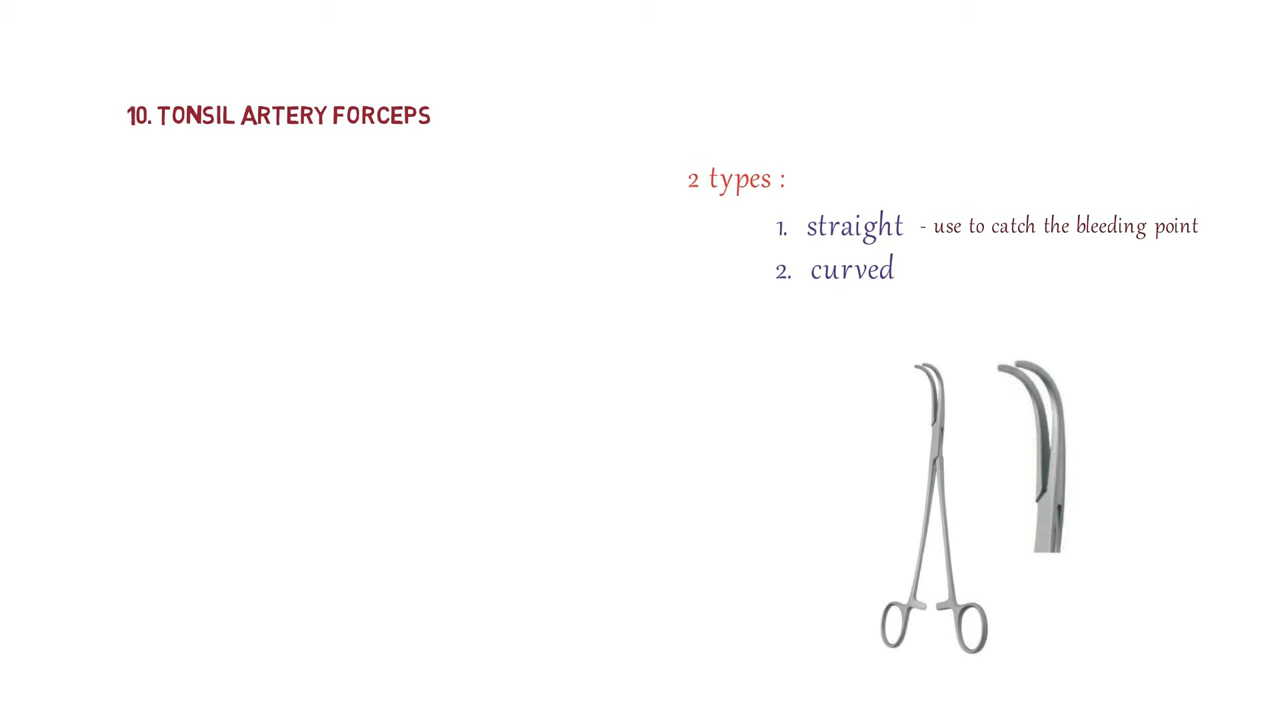 10. TONSIL ARTERY FORCEPS
2 types :
1. straight - use to catch the bleeding point
2. curved